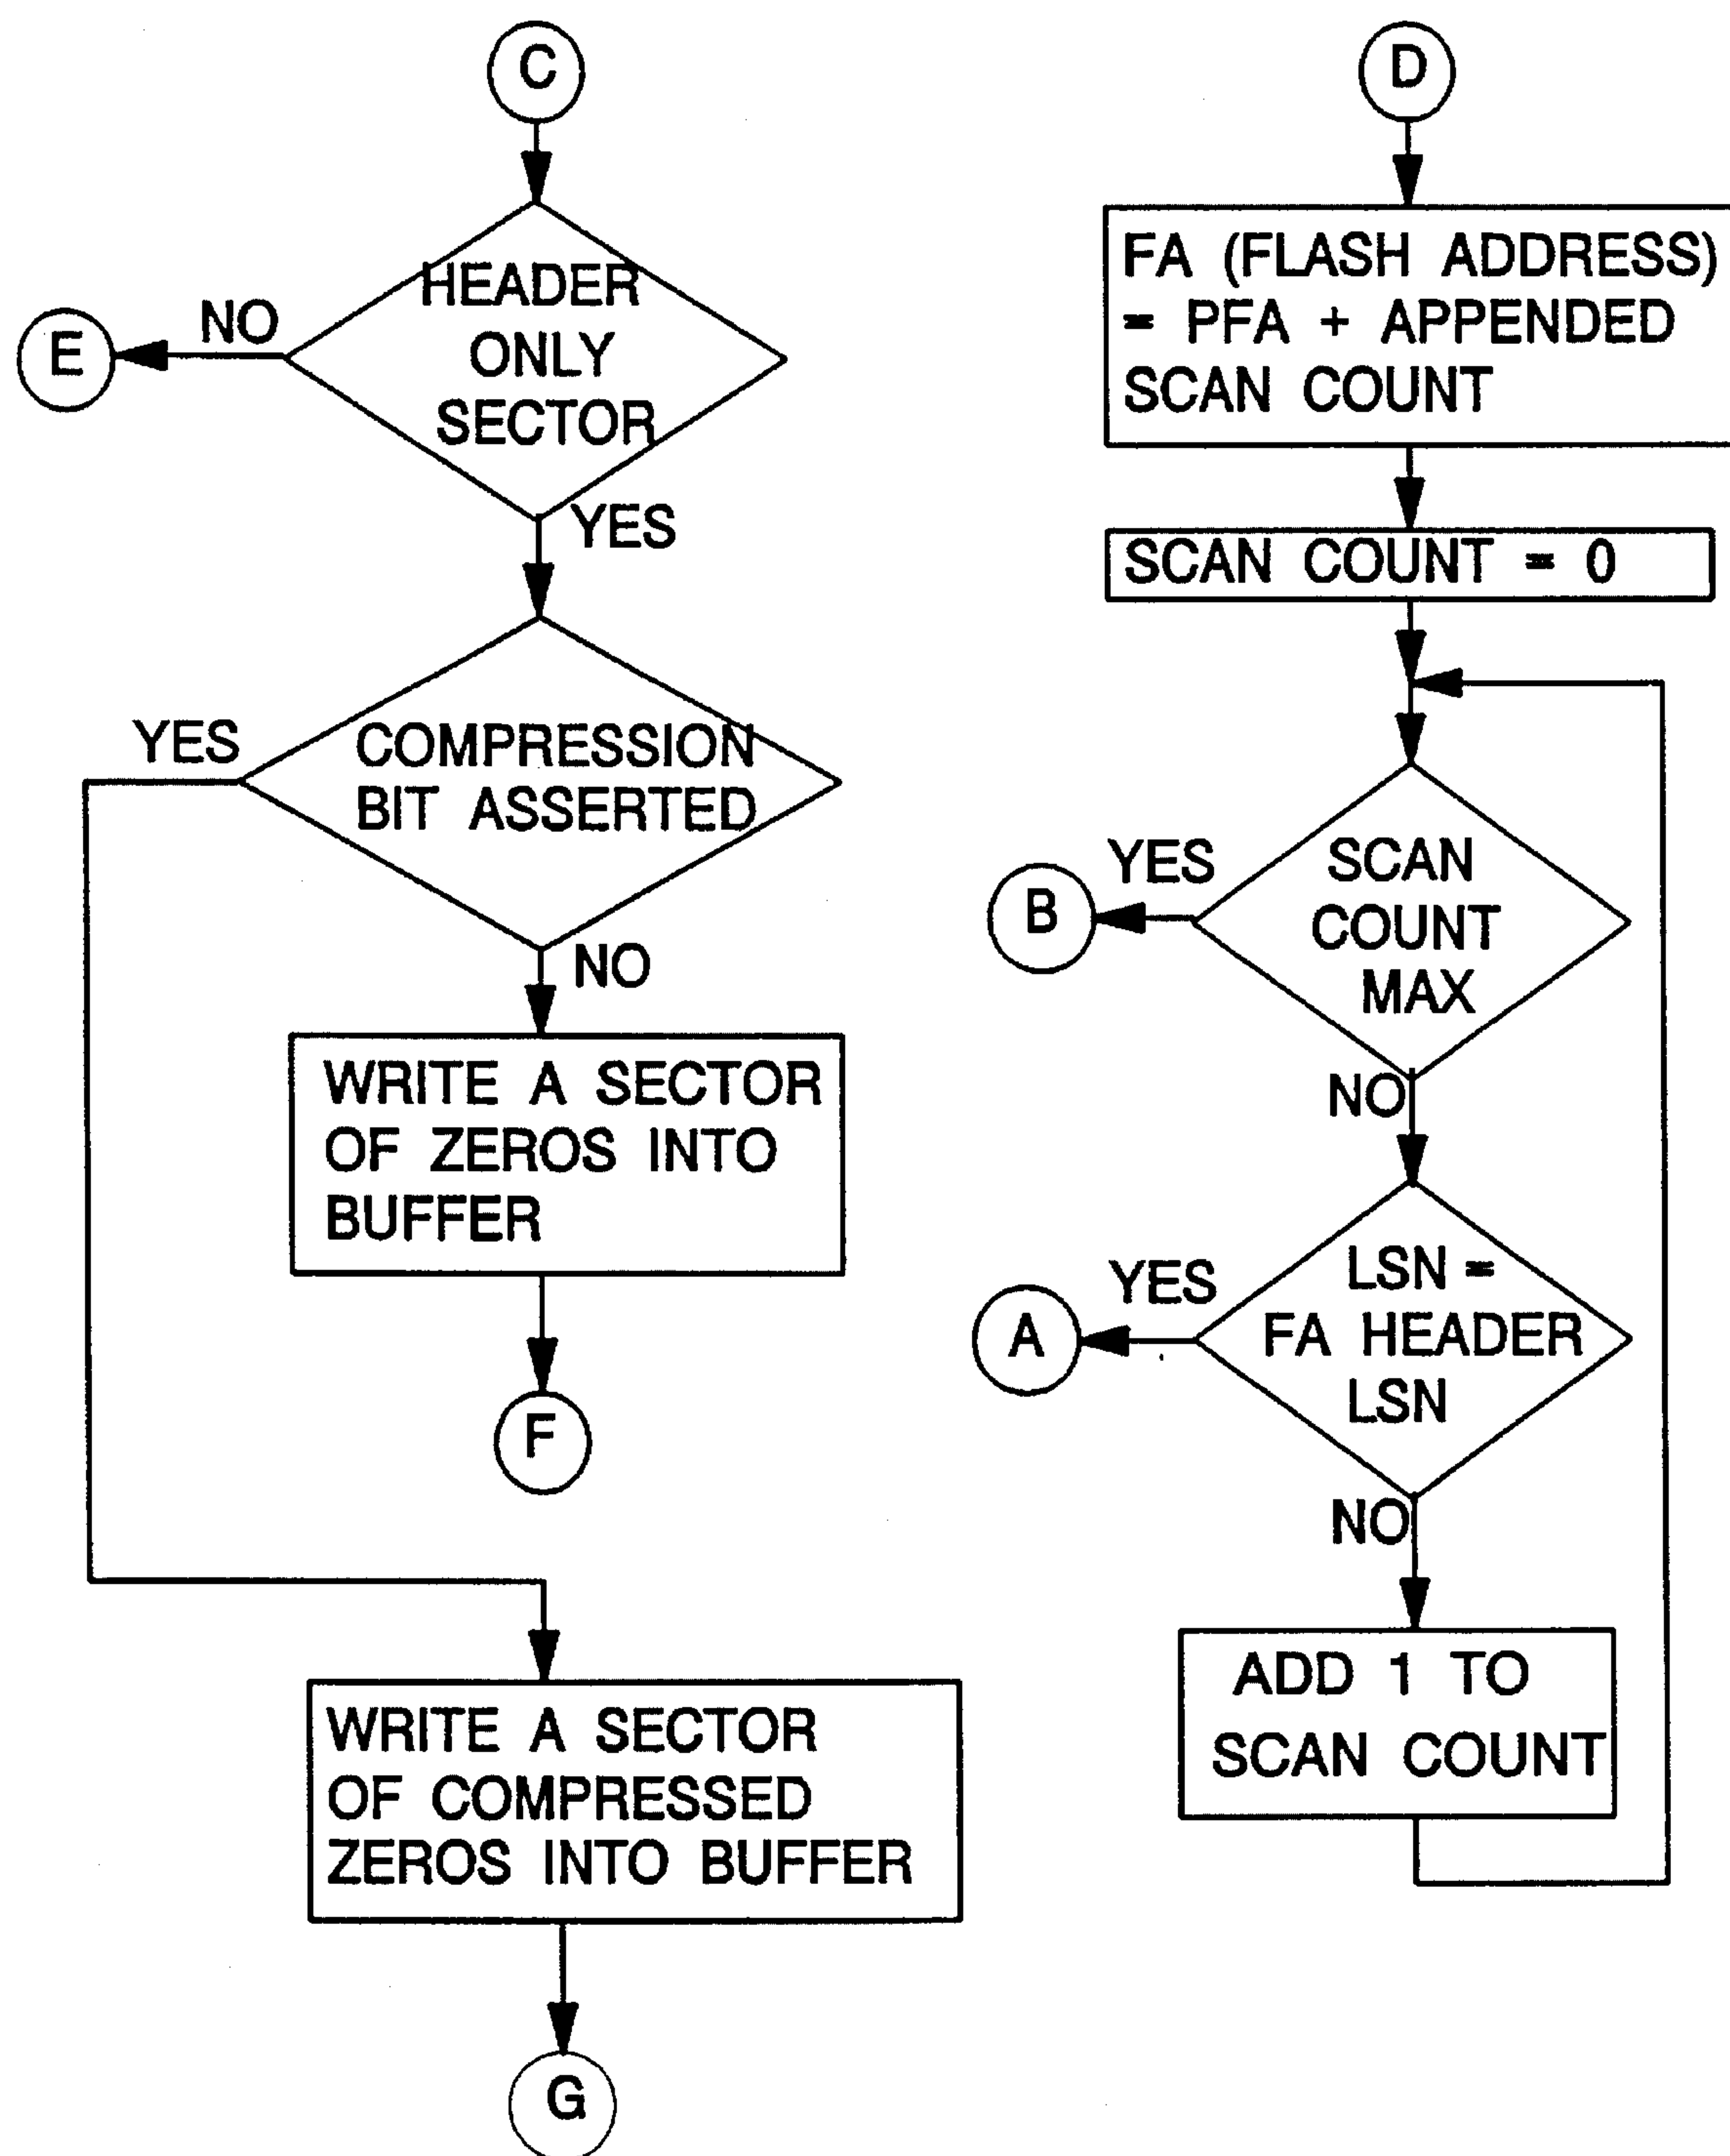 C
HEADER
ONLY
SECTOR
NO
E
YES
COMPRESSION
BIT ASSERTED
YES
NO
WRITE A SECTOR
OF ZEROS INTO
BUFFER
F
WRITE A SECTOR
OF COMPRESSED
ZEROS INTO BUFFER
G
D
FA (FLASH ADDRESS)
= PFA + APPENDED
SCAN COUNT
SCAN COUNT = 0
SCAN
COUNT
MAX
YES
B
NO
LSN =
FA HEADER
LSN
YES
A
NO
ADD 1 TO
SCAN COUNT